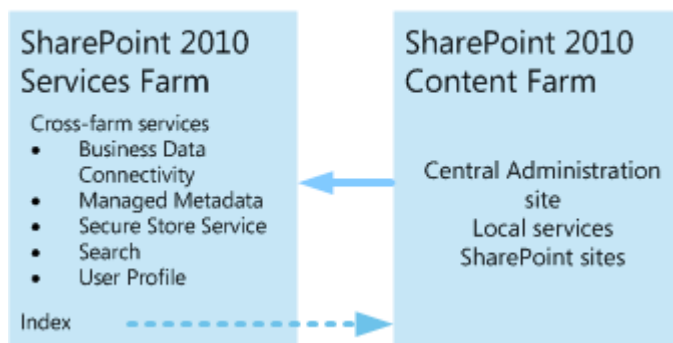 SharePoint 2010
Services Farm
Cross-farm services
• Business Data
Connectivity
• Managed Metadata
• Secure Store Service
• Search
• User Profile
Index
SharePoint 2010
Content Farm
Central Administration
site
Local services
SharePoint sites